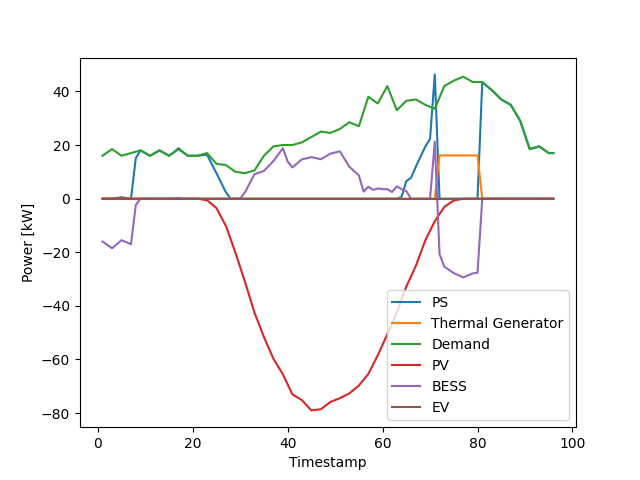 40
20
0
−20
−40
−60
−80
Power [kW]
0 20 40 60 80 100
Timestamp
PS
Thermal Generator
Demand
PV
BESS
EV